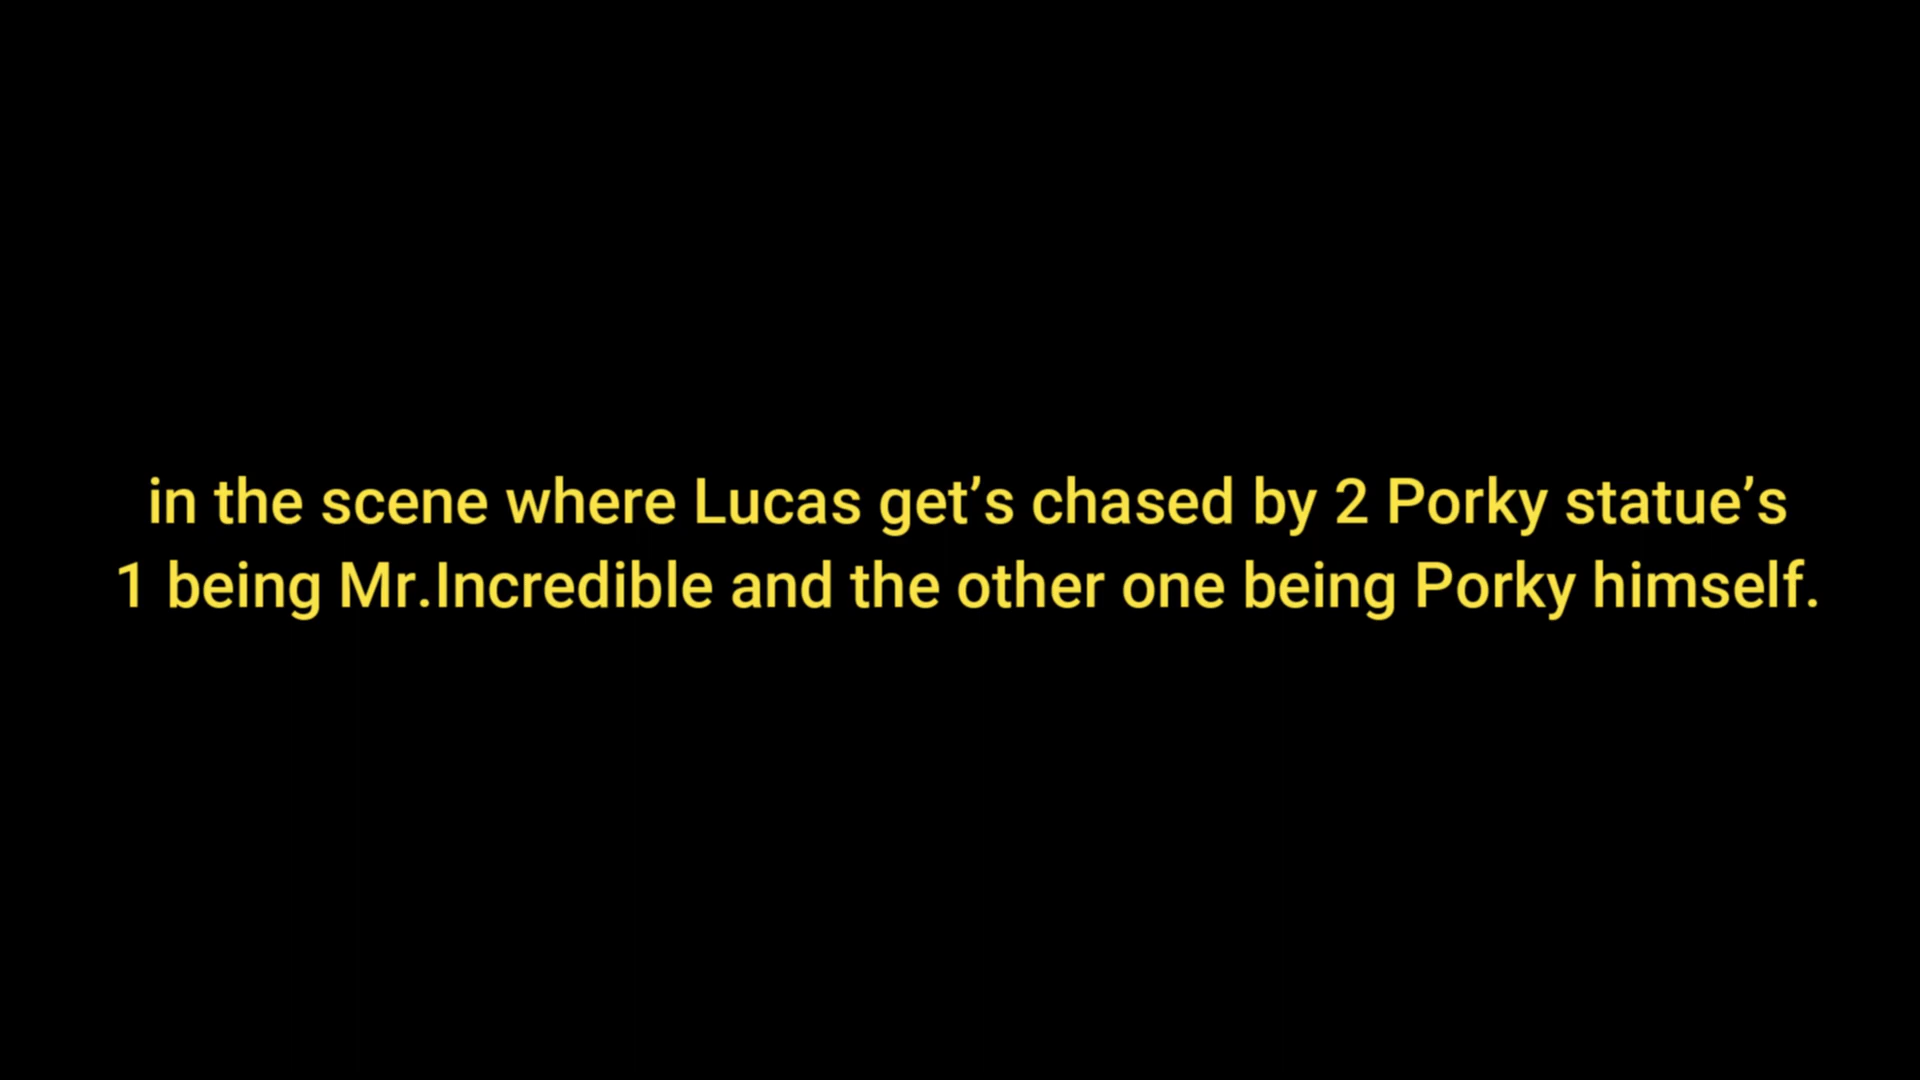 in the scene where Lucas get’s chased by 2 Porky statue’s
1 being Mr.Incredible and the other one being Porky himself.